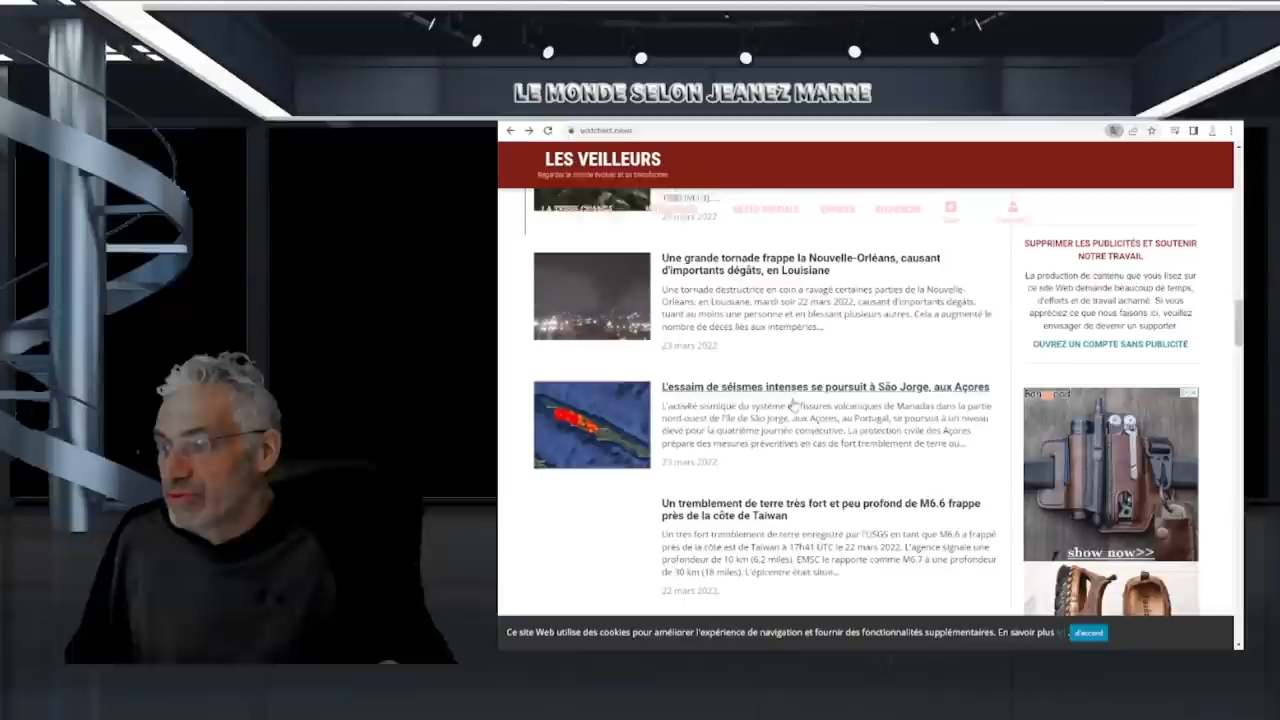 LE MONDE SELON JEANEZ MARRE
watchers.news
LES VEILLEURS
Regardez le monde évoluer et se transformer
LA TERRE CHANGE
MÉTÉO SPATIALE
23 mars 2022
Une grande tornade frappe la Nouvelle-Orléans, causant
d'importants dégâts, en Louisiane
Une tornade destructrice en coin a ravagé certaines parties de la Nouvelle-
Orléans, en Louisiane, mardi soir 22 mars 2022, causant d'importants dégâts,
tuant au moins une personne et en blessant plusieurs autres. Cela a augmenté le
nombre de décès liés aux intempéries...
23 mars 2022
L'essaim de séismes intenses se poursuit à São Jorge, aux Açores
L'activité sismique du système fissures volcaniques de Manadas dans la partie
nord-ouest de l'île de São Jorge, aux Açores, au Portugal, se poursuit à un niveau
élevé pour la quatrième journée consécutive. La protection civile des Açores
prépare des mesures préventives en cas de fort tremblement de terre ou...
23 mars 2022
Un tremblement de terre très fort et peu profond de M6.6 frappe
près de la côte de Taïwan
Un très fort tremblement de terre enregistré par l'USGS en tant que M6.6 a frappé
près de la côte est de Taïwan à 17h41 UTC le 22 mars 2022. L'agence signale une
profondeur de 10 km (6,2 miles). EMSC le rapporte comme M6.7 à une profondeur
de 30 km (18 miles). L'épicentre était situé...
22 mars 2022
SUPPRIMER LES PUBLICITÉS ET SOUTENIR
NOTRE TRAVAIL
La production de contenu que vous lisez sur
ce site Web demande beaucoup de temps,
d'efforts et de travail acharné. Si vous
appréciez ce que nous faisons ici, veuillez
envisager de devenir un supporter.
OUVREZ UN COMPTE SANS PUBLICITÉ
show now>>
Ce site Web utilise des cookies pour améliorer l'expérience de navigation et fournir des fonctionnalités supplémentaires. En savoir plus
d'accord